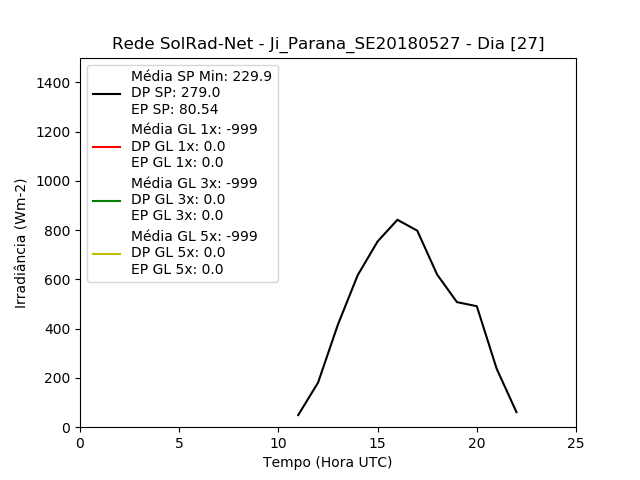 Rede SolRad-Net - Ji_Parana_SE20180527 - Dia [27]
Média SP Min: 229.9
DP SP: 279.0
EP SP: 80.54
Média GL 1x: -999
DP GL 1x: 0.0
EP GL 1x: 0.0
Média GL 3x: -999
DP GL 3x: 0.0
EP GL 3x: 0.0
Média GL 5x: -999
DP GL 5x: 0.0
EP GL 5x: 0.0
Irradiância (Wm-2)
1400
1200
1000
800
600
400
200
0
0 5 10 15 20 25
Tempo (Hora UTC)